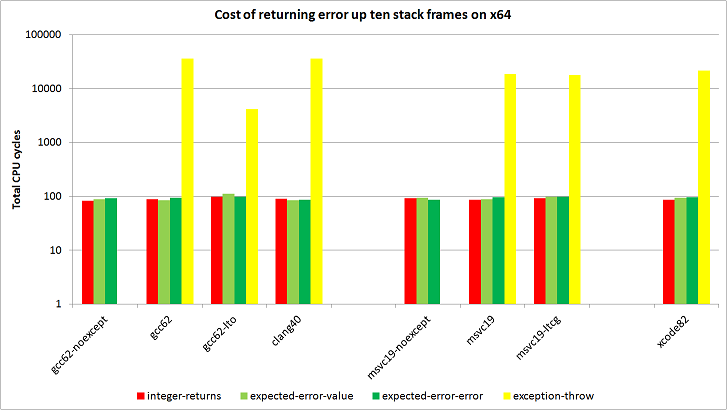 Cost of returning error up ten stack frames on x64
Total CPU cycles
100000
10000
1000
100
10
1
gcc62-noexcept
gcc62
gcc62-lto
clang40
msvc19-noexcept
msvc19
msvc19-ltcg
xcode82
integer-returns
expected-error-value
expected-error-error
exception-throw